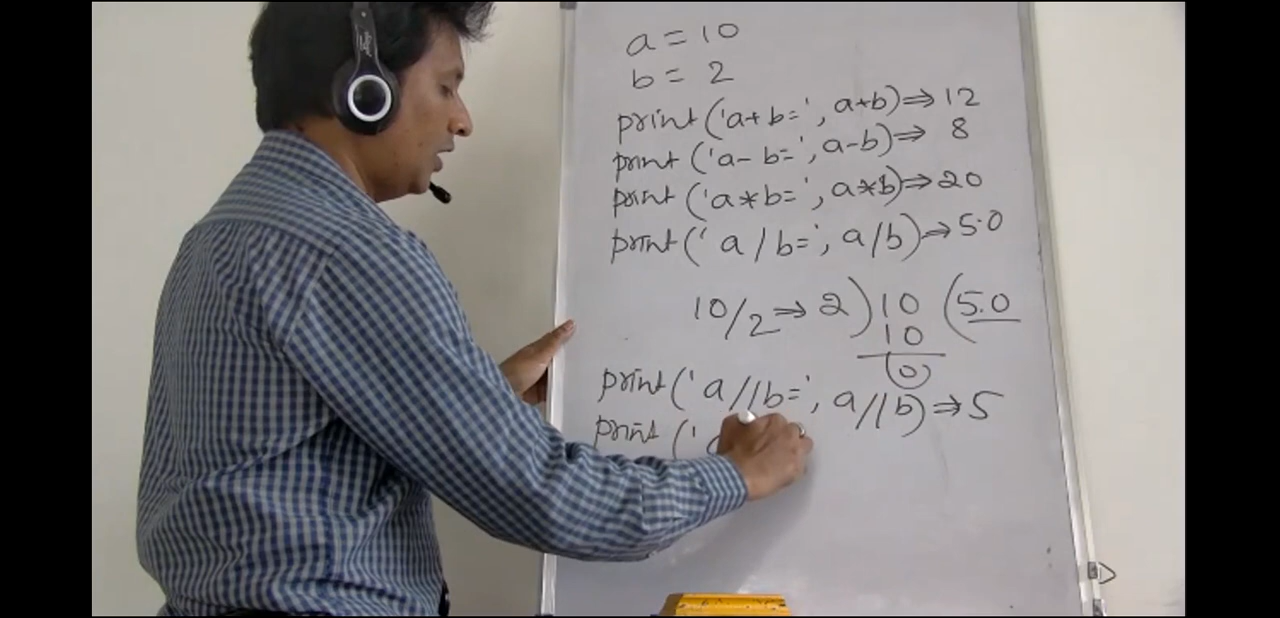 a = 10
b = 2
print('a+b=', a+b)⇒ 12
print('a-b=', a-b)⇒ 8
print('a*b=', a*b)⇒ 20
print('a/b=', a/b)⇒ 5.0
10/2 ⇒ 2)10(5.0
10
0
print('a//b=', a//b)⇒ 5
print('